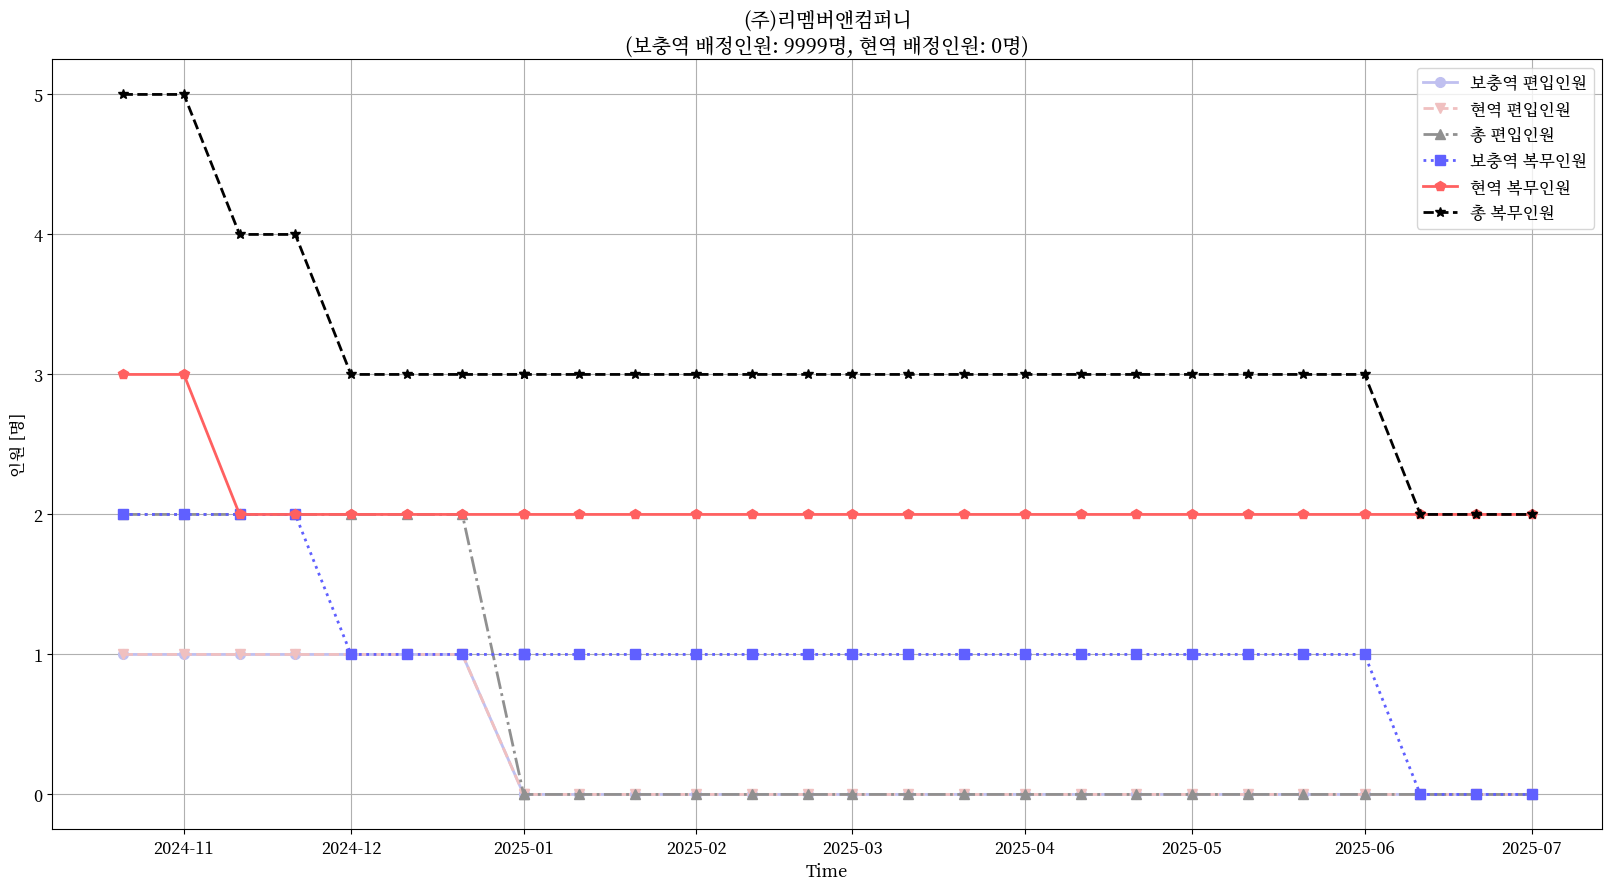 (주)리멤버앤컴퍼니
(보충역 배정인원: 9999명, 현역 배정인원: 0명)
보충역 편입인원
현역 편입인원
총 편입인원
보충역 복무인원
현역 복무인원
총 복무인원
인원 [명]
5
4
3
2
1
0
2024-11
2024-12
2025-01
2025-02
2025-03
2025-04
2025-05
2025-06
2025-07
Time